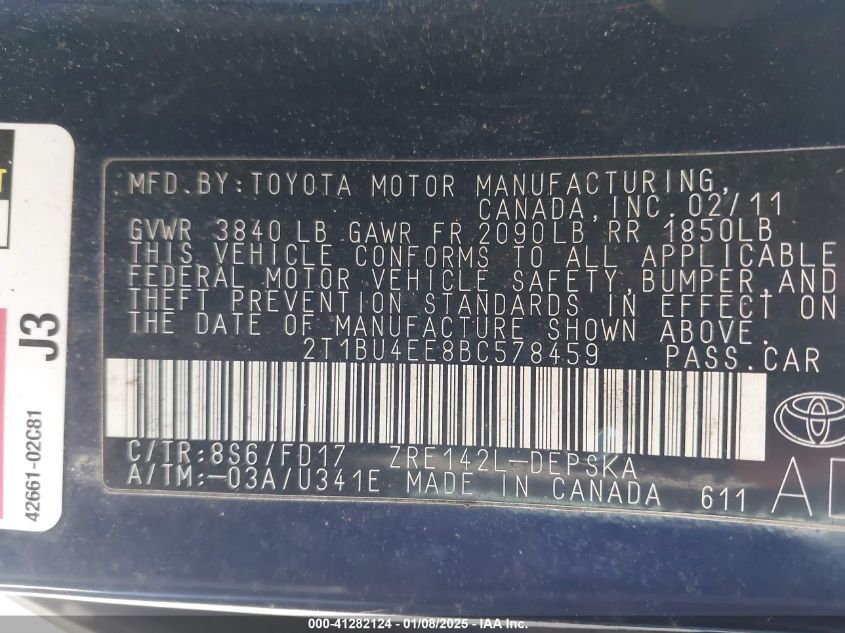 MFD.BY:TOYOTA MOTOR MANUFACTURING,
CANADA,INC.02/11
GVWR 3840 LB GAWR FR 2090LB RR 1850LB
THIS VEHICLE CONFORMS TO ALL APPLICABLE
FEDERAL MOTOR VEHICLE SAFETY,BUMPER,AND
THEFT PREVENTION STANDARDS IN EFFECT ON
THE DATE OF MANUFACTURE SHOWN ABOVE.
2T1BU4EE8BC578459 PASS.CAR
C/TR:8S6/FD17 ZRE142L-DEPSKA
A/TM:-03A/U341E MADE IN CANADA 611
J3
42661-02C81
000-41282124 - 01/08/2025 - IAA Inc.